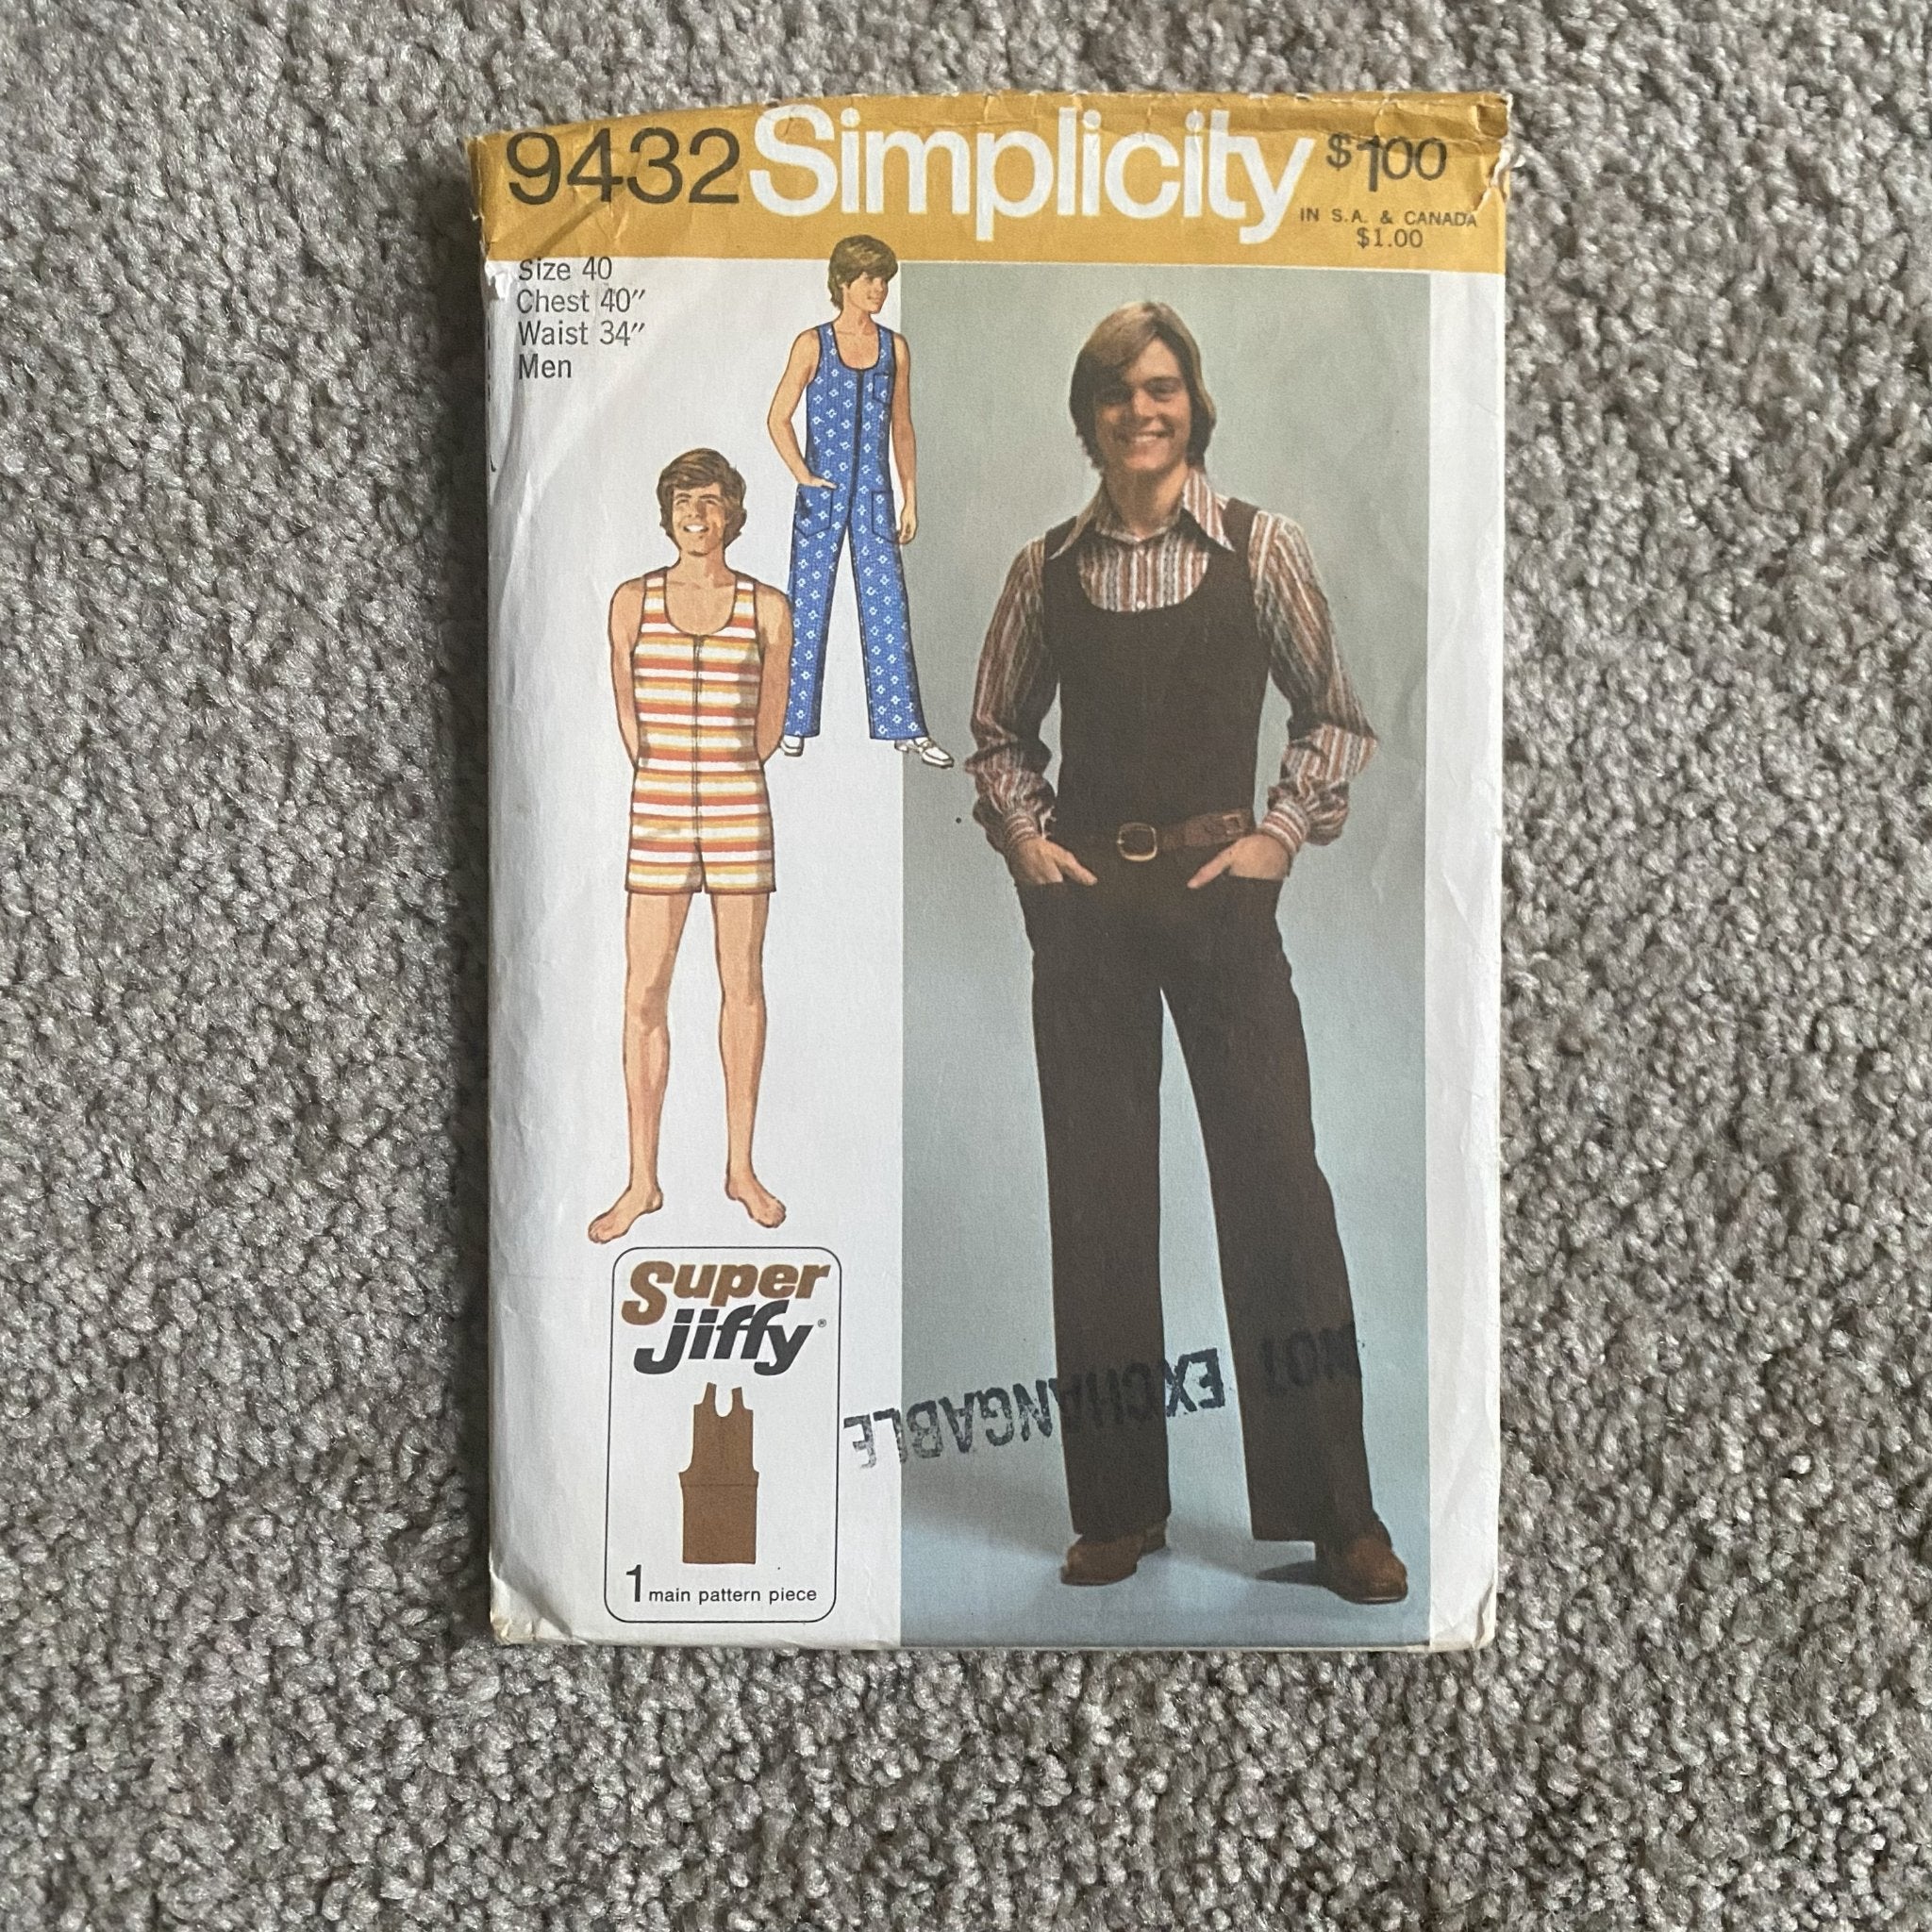 9432 Simplicity $1.00
IN S.A. & CANADA
$1.00
Size 40
Chest 40"
Waist 34"
Men
Super
jiffy®
1 main pattern piece
NOT EXCHANGABLE